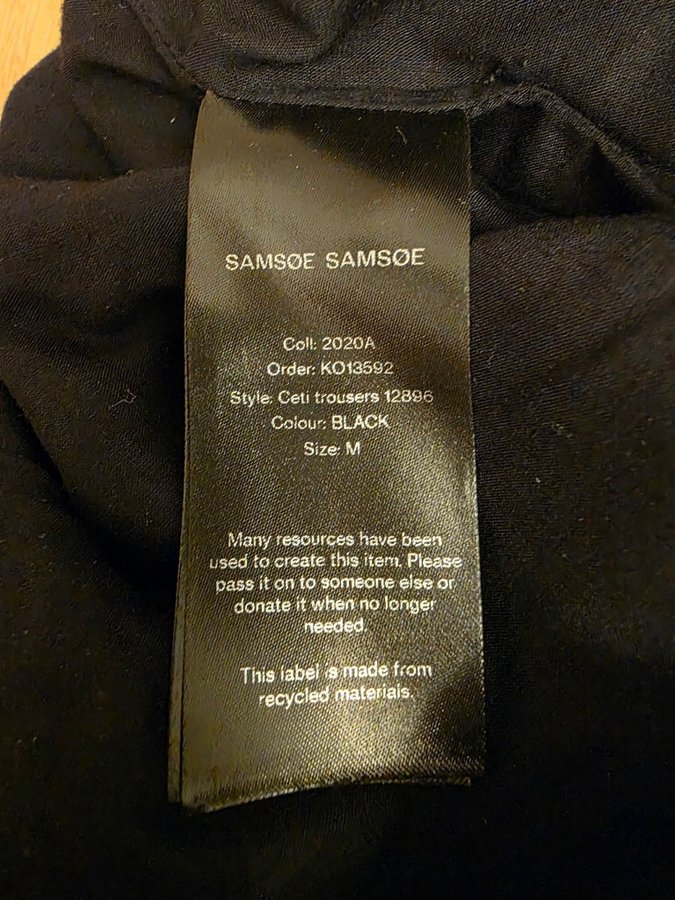 SAMSØE SAMSØE
Coll: 2020A
Order: KO13592
Style: Ceti trousers 12896
Colour: BLACK
Size: M
Many resources have been
used to create this item. Please
pass it on to someone else or
donate it when no longer
needed.
This label is made from
recycled materials.